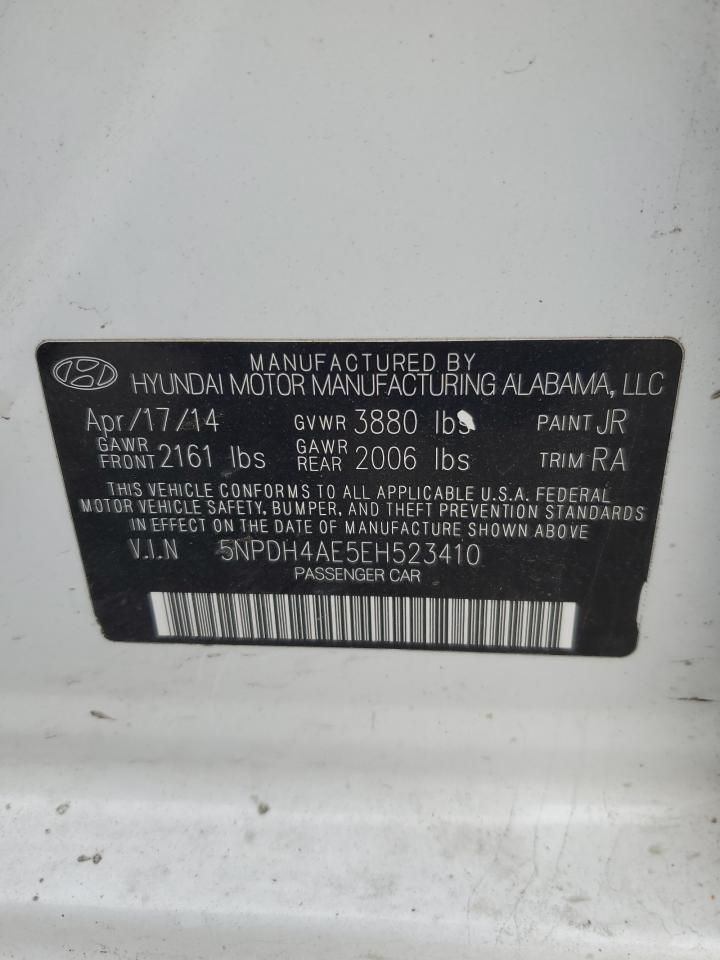 MANUFACTURED BY
HYUNDAI MOTOR MANUFACTURING ALABAMA, LLC
Apr/17/14 GVWR 3880 lbs PAINT JR
GAWR FRONT 2161 lbs GAWR REAR 2006 lbs TRIM RA
THIS VEHICLE CONFORMS TO ALL APPLICABLE U.S.A. FEDERAL
MOTOR VEHICLE SAFETY, BUMPER, AND THEFT PREVENTION STANDARDS
IN EFFECT ON THE DATE OF MANUFACTURE SHOWN ABOVE
V.I.N 5NPDH4AE5EH523410
PASSENGER CAR